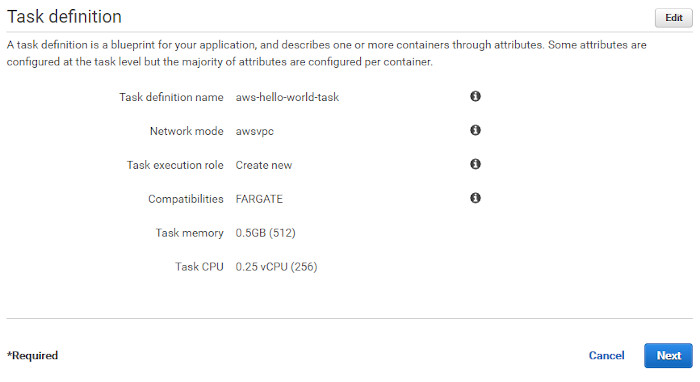 Task definition
Edit
A task definition is a blueprint for your application, and describes one or more containers through attributes. Some attributes are
configured at the task level but the majority of attributes are configured per container.
Task definition name aws-hello-world-task
Network mode awsvpc
Task execution role Create new
Compatibilities FARGATE
Task memory 0.5GB (512)
Task CPU 0.25 vCPU (256)
*Required
Cancel
Next